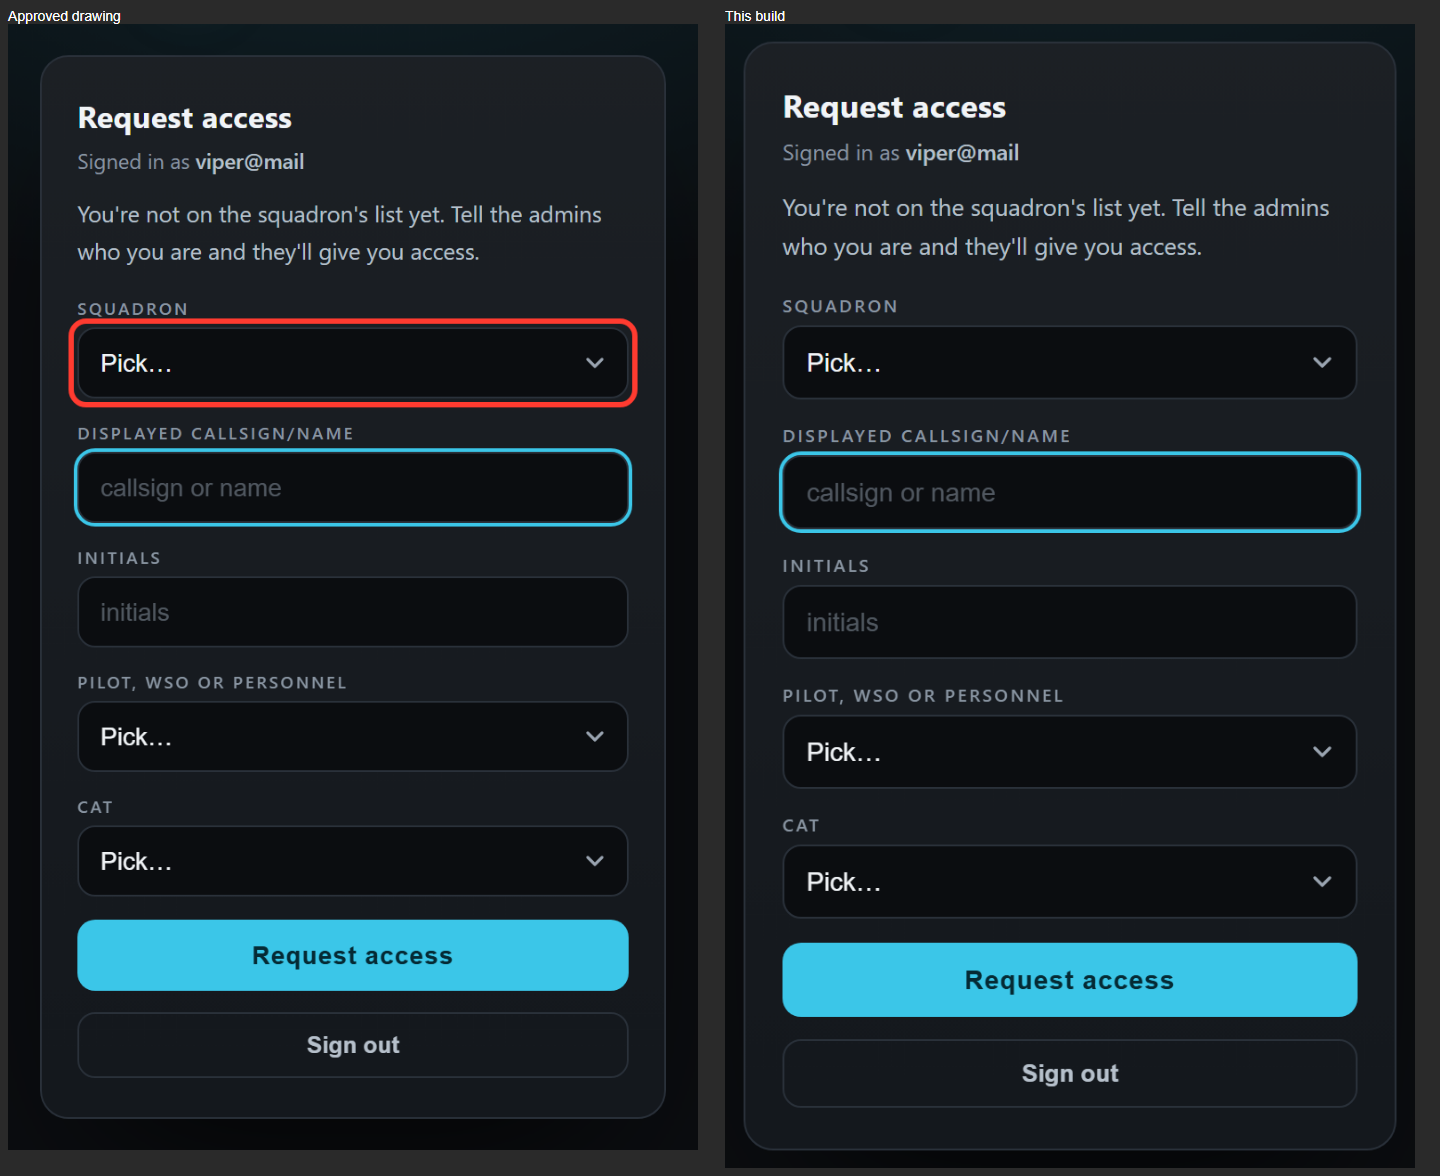 Approved drawing
Request access
Signed in as viper@mail
You're not on the squadron's list yet. Tell the admins
who you are and they'll give you access.
SQUADRON
Pick…
DISPLAYED CALLSIGN/NAME
callsign or name
INITIALS
initials
PILOT, WSO OR PERSONNEL
Pick…
CAT
Pick…
Request access
Sign out
This build
Request access
Signed in as viper@mail
You're not on the squadron's list yet. Tell the admins
who you are and they'll give you access.
SQUADRON
Pick…
DISPLAYED CALLSIGN/NAME
callsign or name
INITIALS
initials
PILOT, WSO OR PERSONNEL
Pick…
CAT
Pick…
Request access
Sign out